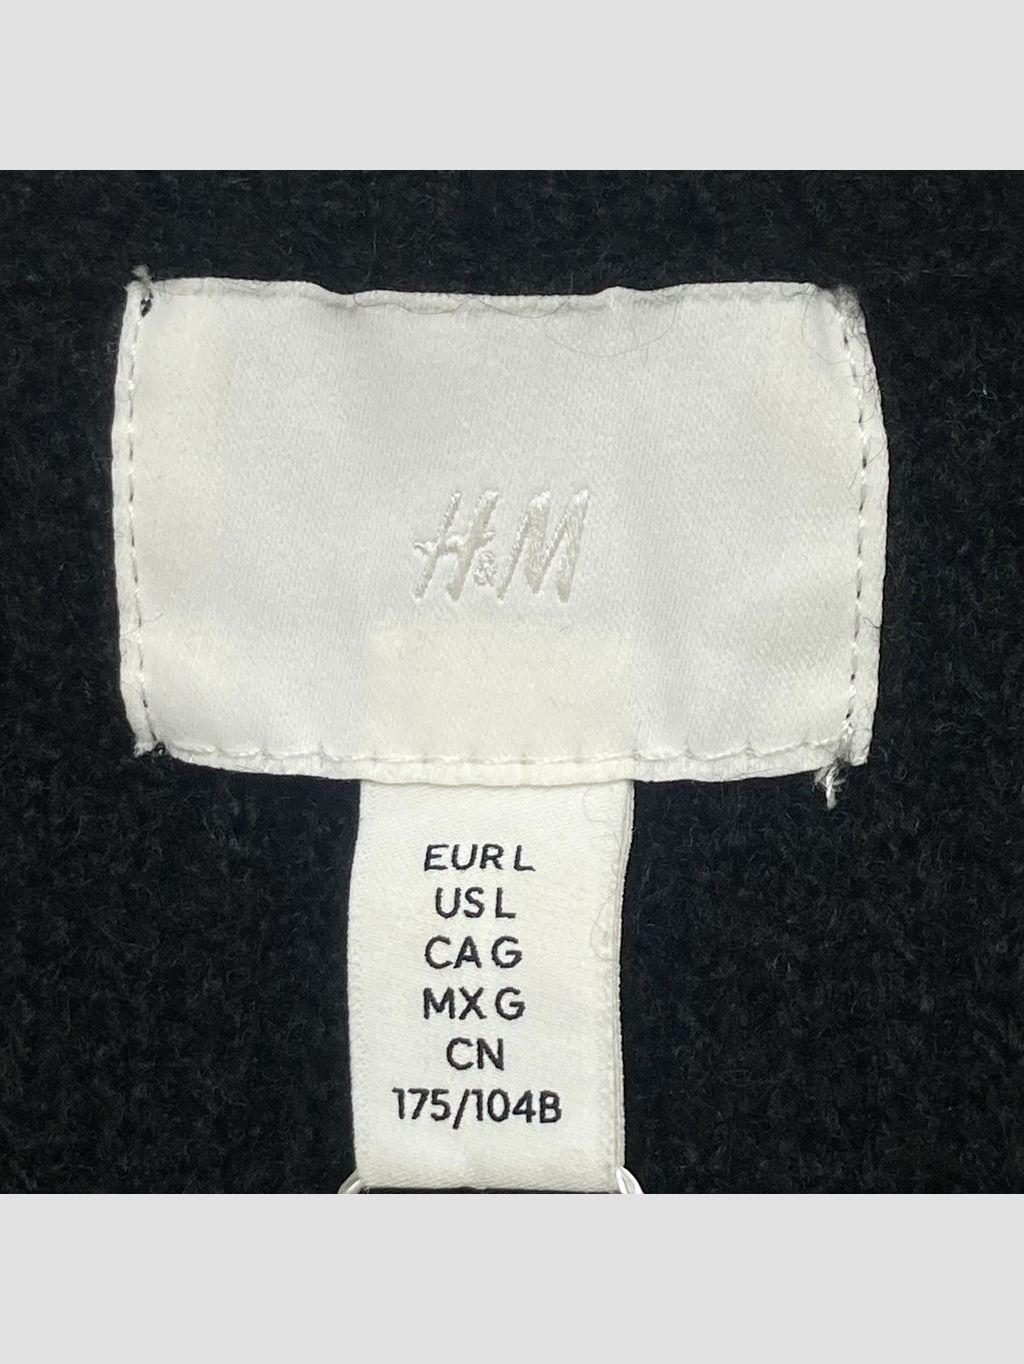 H&M
EUR L
US L
CA G
MX G
CN
175/104B